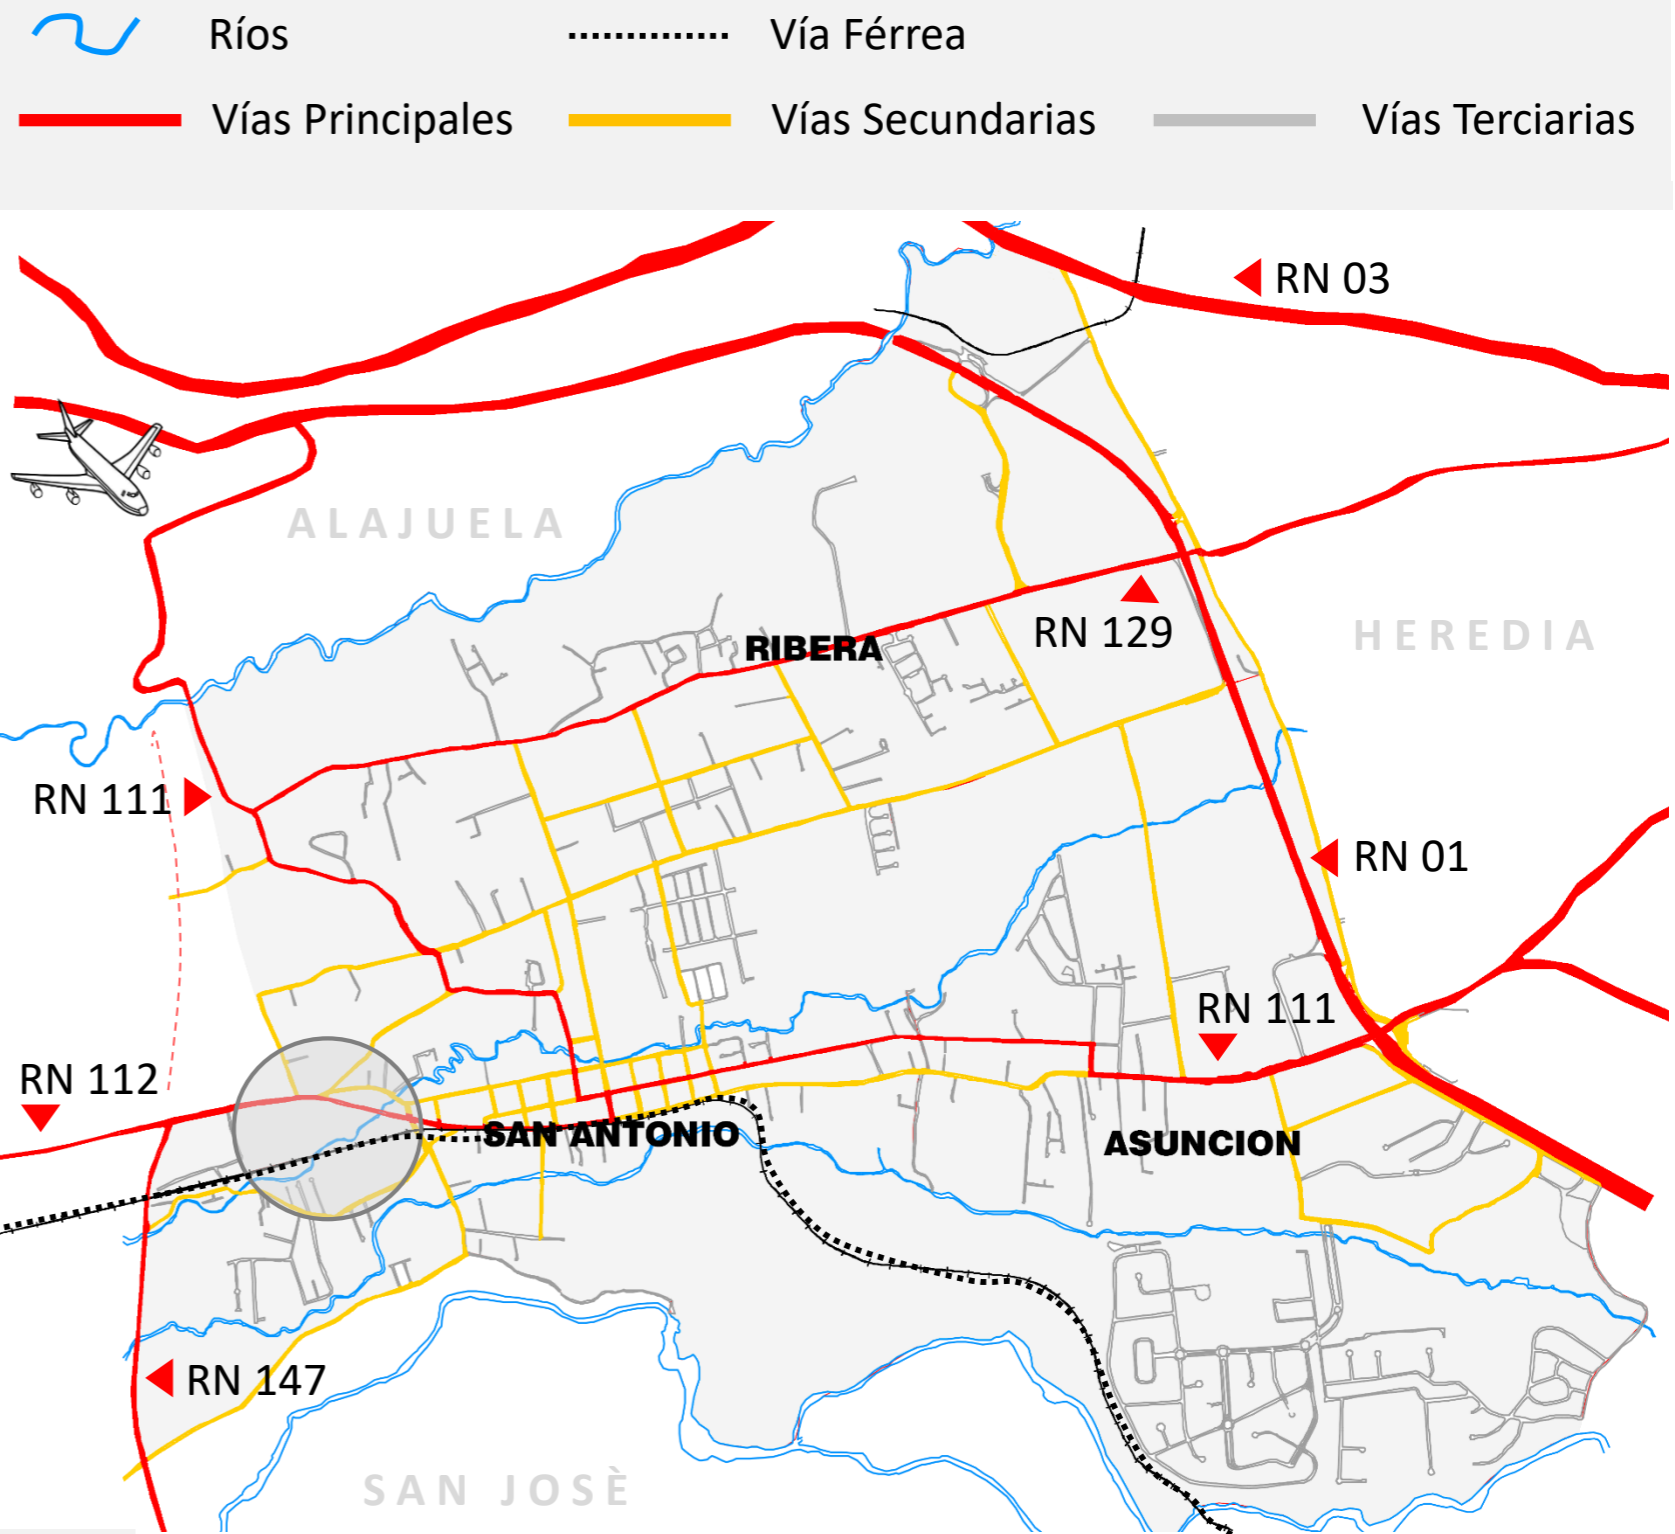 Ríos
Vía Férrea
Vías Principales
Vías Secundarias
Vías Terciarias
RN 03
ALAJUELA
RIBERA
RN 129
HEREDIA
RN 111
RN 01
RN 111
RN 112
SAN ANTONIO
ASUNCION
RN 147
SAN JOSÈ